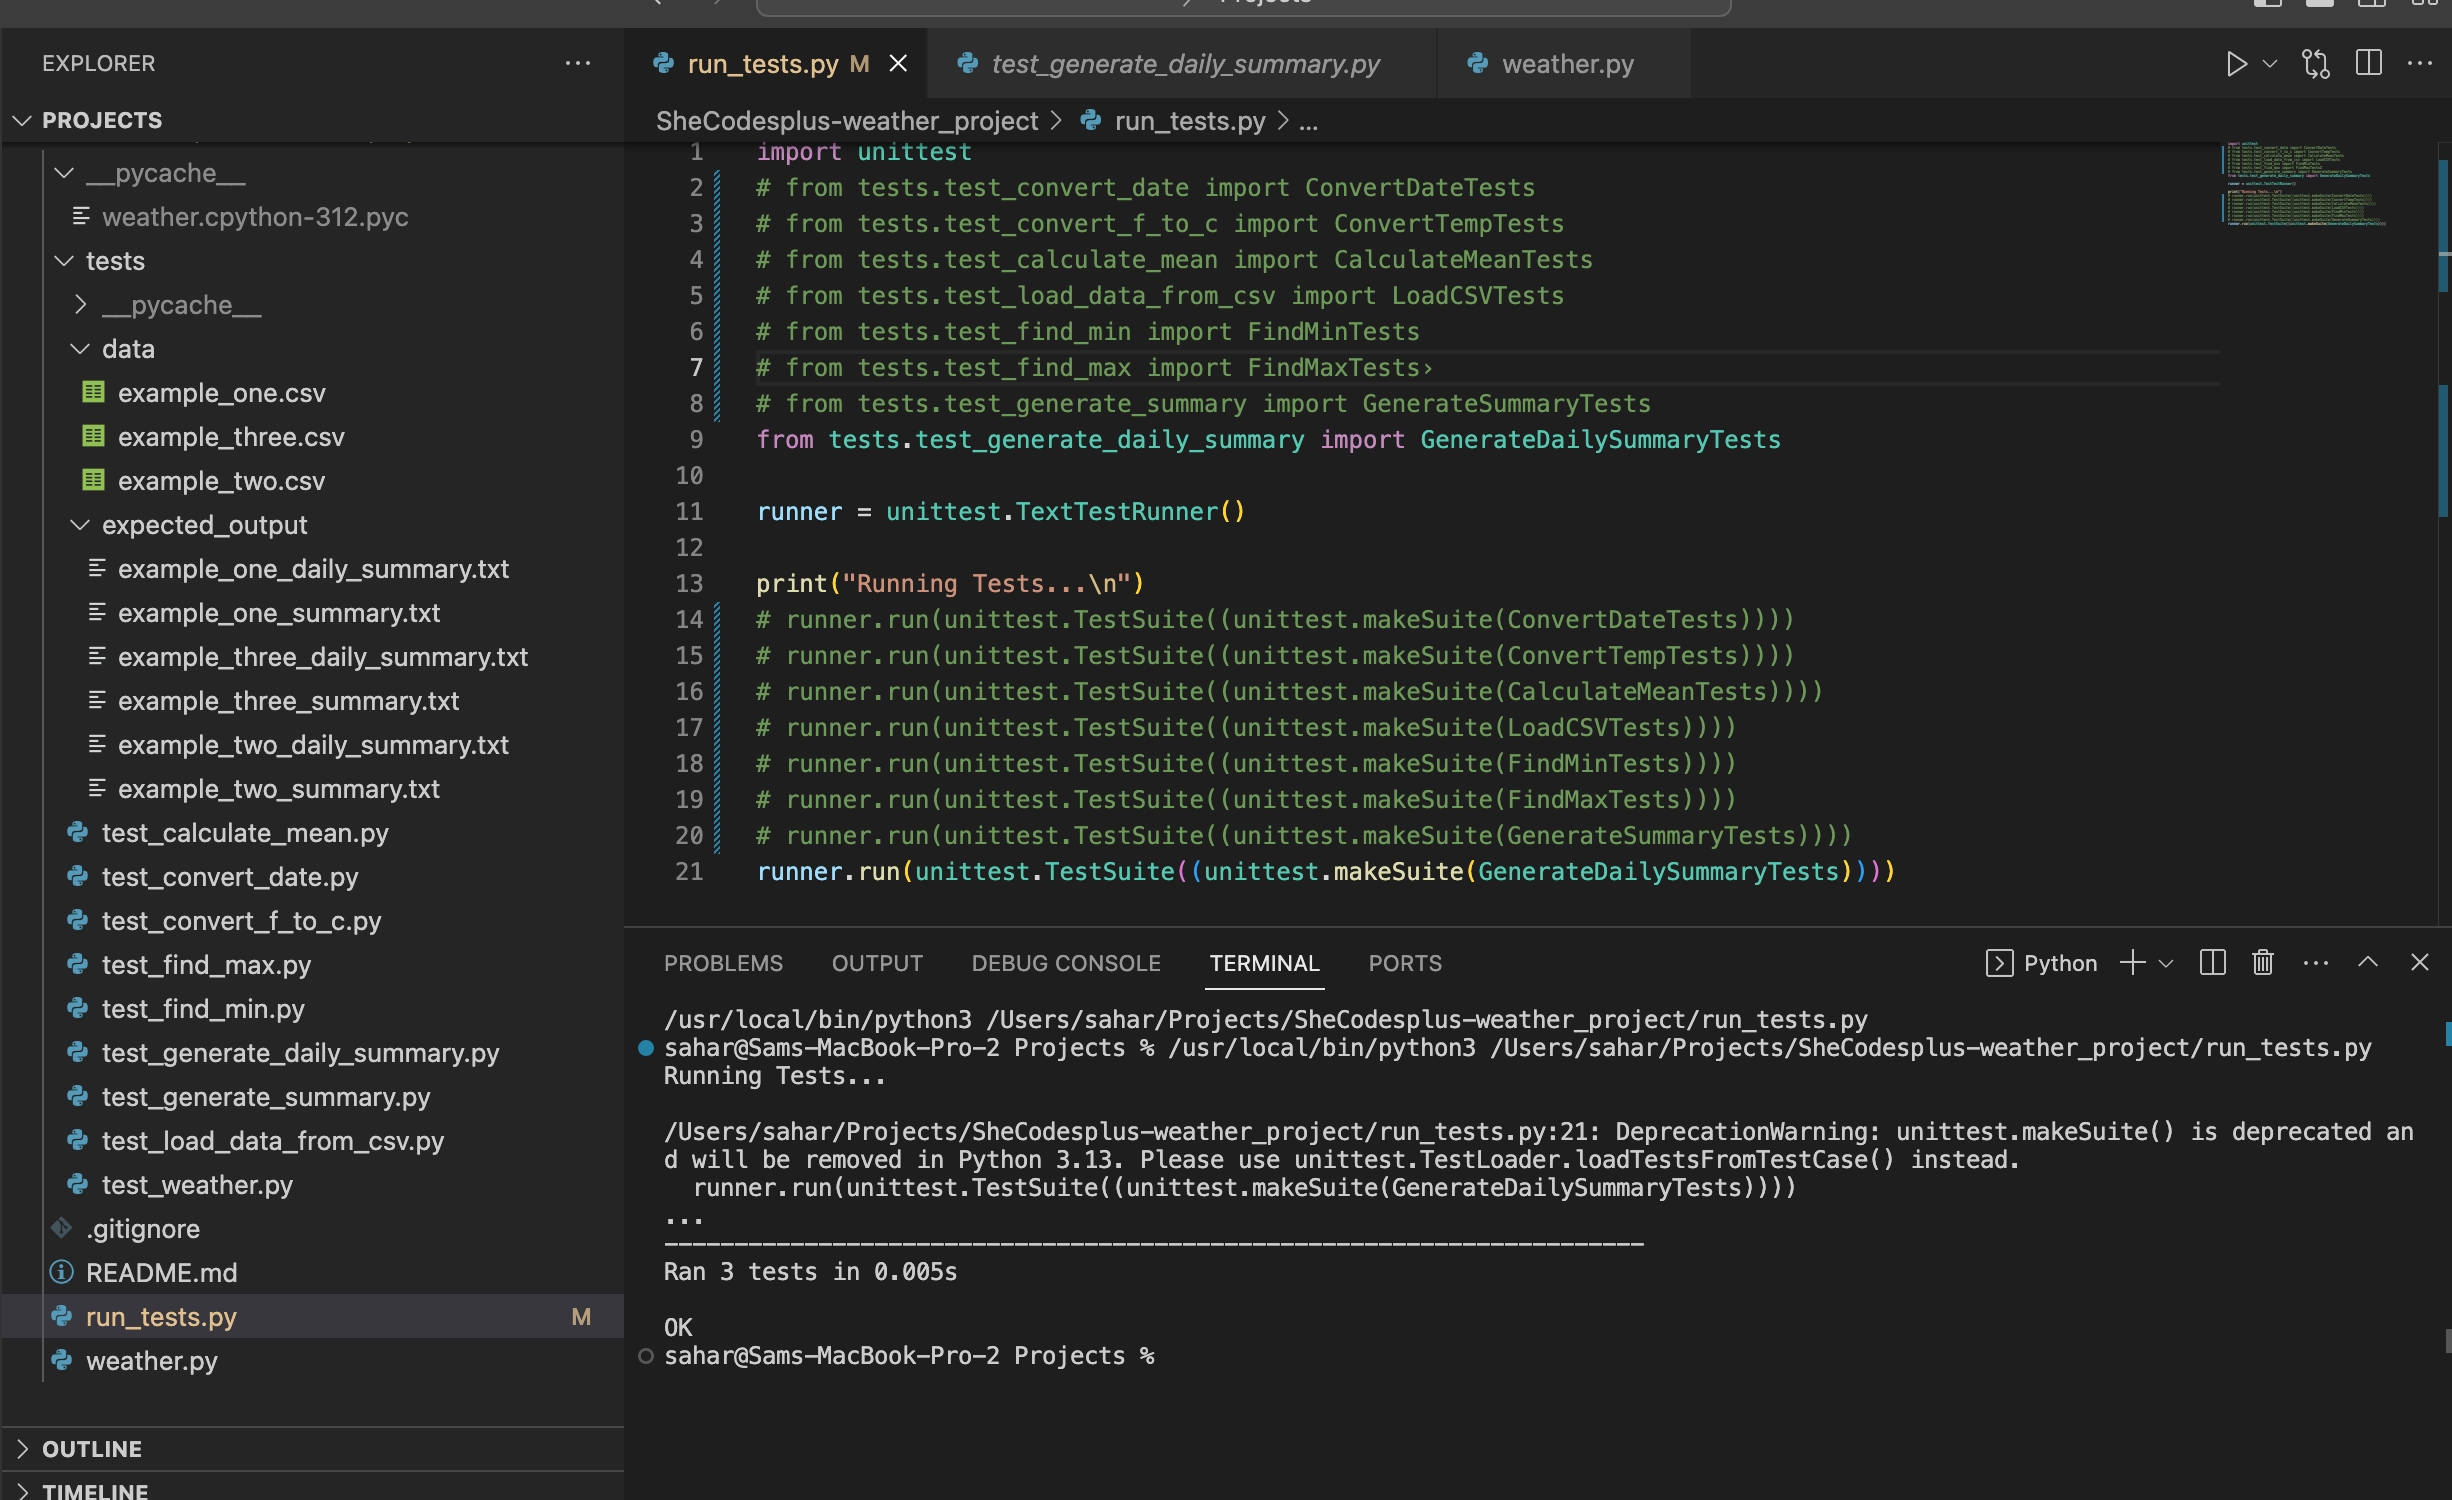 Projects
EXPLORER
PROJECTS
__pycache__
weather.cpython-312.pyc
tests
__pycache__
data
example_one.csv
example_three.csv
example_two.csv
expected_output
example_one_daily_summary.txt
example_one_summary.txt
example_three_daily_summary.txt
example_three_summary.txt
example_two_daily_summary.txt
example_two_summary.txt
test_calculate_mean.py
test_convert_date.py
test_convert_f_to_c.py
test_find_max.py
test_find_min.py
test_generate_daily_summary.py
test_generate_summary.py
test_load_data_from_csv.py
test_weather.py
.gitignore
README.md
run_tests.py M
weather.py
OUTLINE
TIMELINE
run_tests.py M
test_generate_daily_summary.py
weather.py
SheCodesplus-weather_project > run_tests.py > ...
1 import unittest
2 # from tests.test_convert_date import ConvertDateTests
3 # from tests.test_convert_f_to_c import ConvertTempTests
4 # from tests.test_calculate_mean import CalculateMeanTests
5 # from tests.test_load_data_from_csv import LoadCSVTests
6 # from tests.test_find_min import FindMinTests
7 # from tests.test_find_max import FindMaxTests›
8 # from tests.test_generate_summary import GenerateSummaryTests
9 from tests.test_generate_daily_summary import GenerateDailySummaryTests
10
11 runner = unittest.TextTestRunner()
12
13 print("Running Tests...\n")
14 # runner.run(unittest.TestSuite((unittest.makeSuite(ConvertDateTests))))
15 # runner.run(unittest.TestSuite((unittest.makeSuite(ConvertTempTests))))
16 # runner.run(unittest.TestSuite((unittest.makeSuite(CalculateMeanTests))))
17 # runner.run(unittest.TestSuite((unittest.makeSuite(LoadCSVTests))))
18 # runner.run(unittest.TestSuite((unittest.makeSuite(FindMinTests))))
19 # runner.run(unittest.TestSuite((unittest.makeSuite(FindMaxTests))))
20 # runner.run(unittest.TestSuite((unittest.makeSuite(GenerateSummaryTests))))
21 runner.run(unittest.TestSuite((unittest.makeSuite(GenerateDailySummaryTests))))
PROBLEMS OUTPUT DEBUG CONSOLE TERMINAL PORTS Python
/usr/local/bin/python3 /Users/sahar/Projects/SheCodesplus-weather_project/run_tests.py
sahar@Sams-MacBook-Pro-2 Projects % /usr/local/bin/python3 /Users/sahar/Projects/SheCodesplus-weather_project/run_tests.py
Running Tests...
/Users/sahar/Projects/SheCodesplus-weather_project/run_tests.py:21: DeprecationWarning: unittest.makeSuite() is deprecated an
d will be removed in Python 3.13. Please use unittest.TestLoader.loadTestsFromTestCase() instead.
runner.run(unittest.TestSuite((unittest.makeSuite(GenerateDailySummaryTests))))
...
----------------------------------------------------------------------
Ran 3 tests in 0.005s
OK
sahar@Sams-MacBook-Pro-2 Projects %